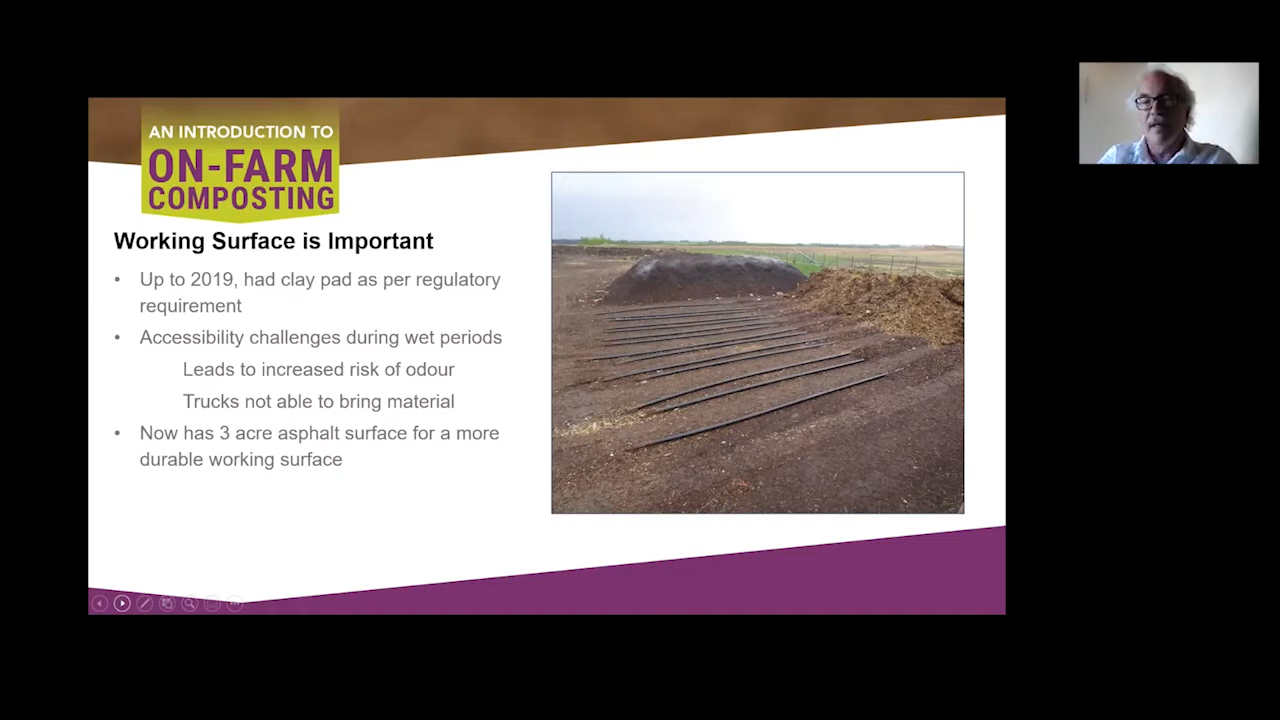 AN INTRODUCTION TO
ON-FARM
COMPOSTING
Working Surface is Important
• Up to 2019, had clay pad as per regulatory
requirement
• Accessibility challenges during wet periods
Leads to increased risk of odour
Trucks not able to bring material
• Now has 3 acre asphalt surface for a more
durable working surface